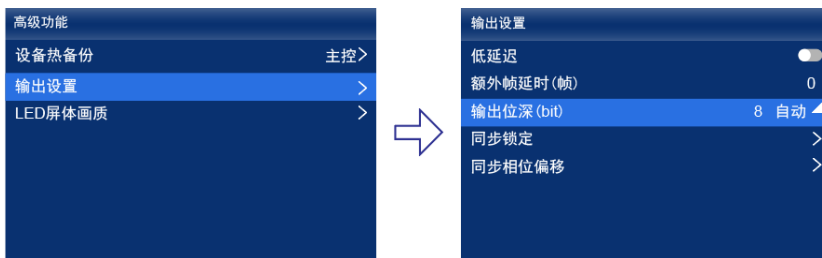 高级功能
设备热备份 主控>
输出设置 >
LED屏体画质 >
输出设置
低延迟
额外帧延时(帧) 0
输出位深(bit) 8 自动
同步锁定 >
同步相位偏移 >